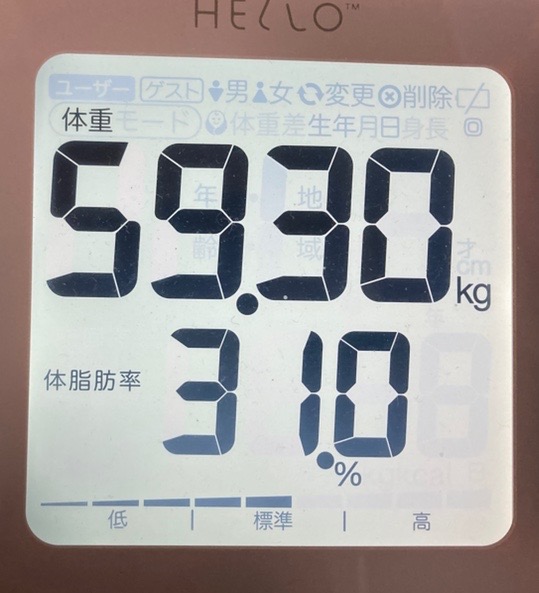 HELLO™
ユーザー ゲスト 男 女 変更 削除
体重 モード 体重差 生年月日 身長
年齢 地域
59.30 kg
才
cm
体脂肪率 31.0 %
低 標準 高